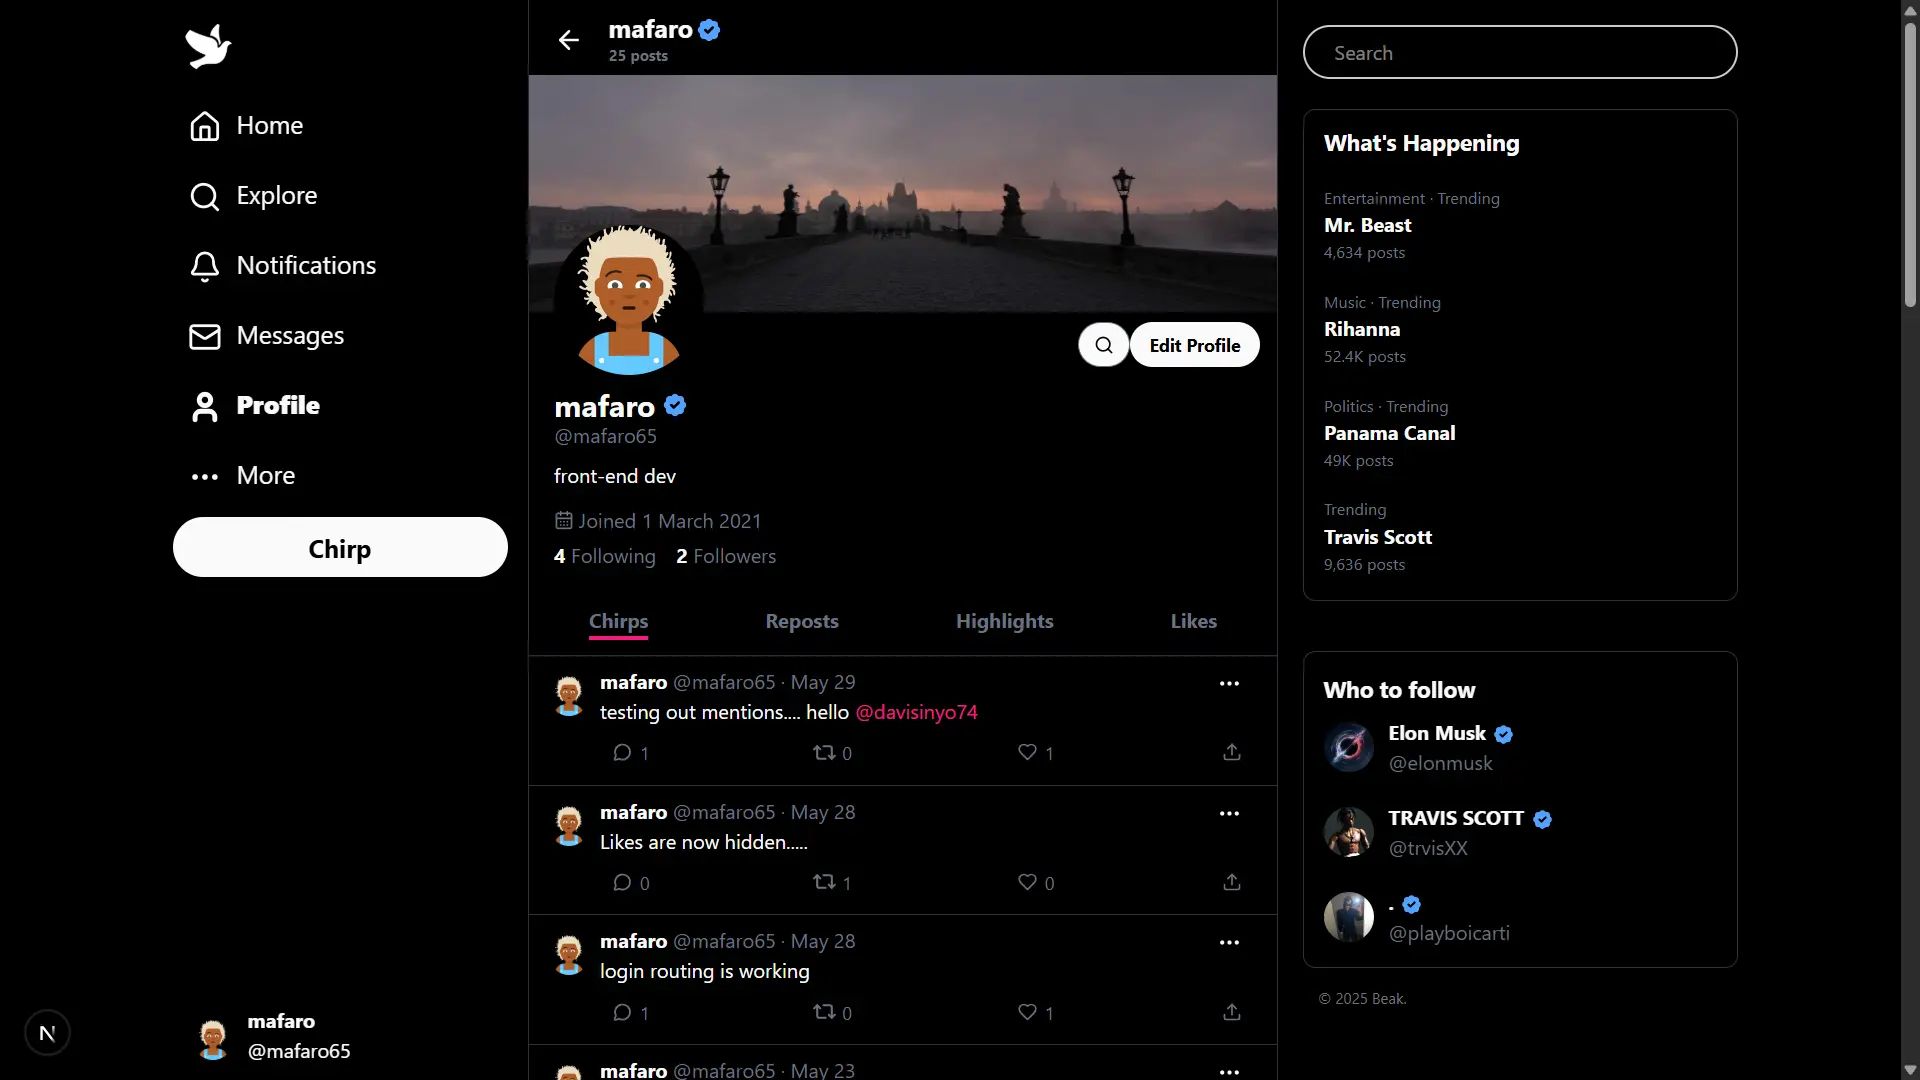 mafaro
25 posts
Home
Explore
Notifications
Messages
Profile
More
Chirp
mafaro
@mafaro65
N
Edit Profile
mafaro
@mafaro65
front-end dev
Joined 1 March 2021
4 Following 2 Followers
Chirps Reposts Highlights Likes
mafaro @mafaro65 · May 29
testing out mentions.... hello @davisinyo74
1 0 1
mafaro @mafaro65 · May 28
Likes are now hidden.....
0 1 0
mafaro @mafaro65 · May 28
login routing is working
1 0 1
mafaro @mafaro65 · May 23
Search
What's Happening
Entertainment · Trending
Mr. Beast
4,634 posts
Music · Trending
Rihanna
52.4K posts
Politics · Trending
Panama Canal
49K posts
Trending
Travis Scott
9,636 posts
Who to follow
Elon Musk
@elonmusk
TRAVIS SCOTT
@trvisXX
.
@playboicarti
© 2025 Beak.